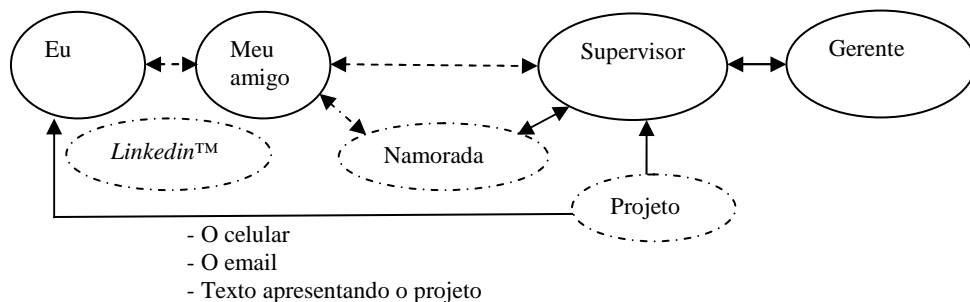 Eu
Meu
amigo
Supervisor
Gerente
Linkedin™
Namorada
Projeto
- O celular
- O email
- Texto apresentando o projeto